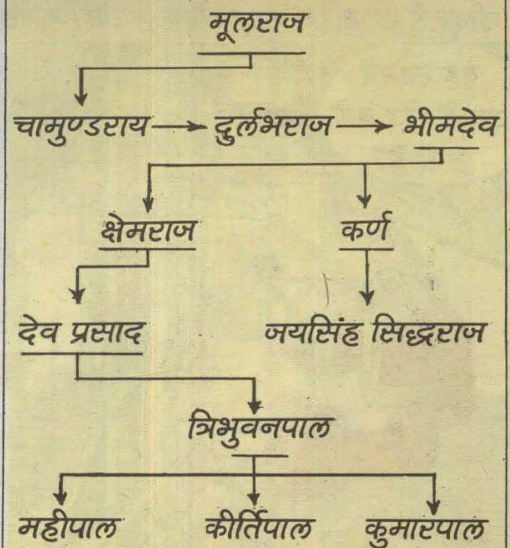 मूलराज
चामुण्डराय → दुर्लभराज → भीमदेव
क्षेमराज कर्ण
देव प्रसाद जयसिंह सिद्धराज
त्रिभुवनपाल
महीपाल कीर्तिपाल कुमारपाल